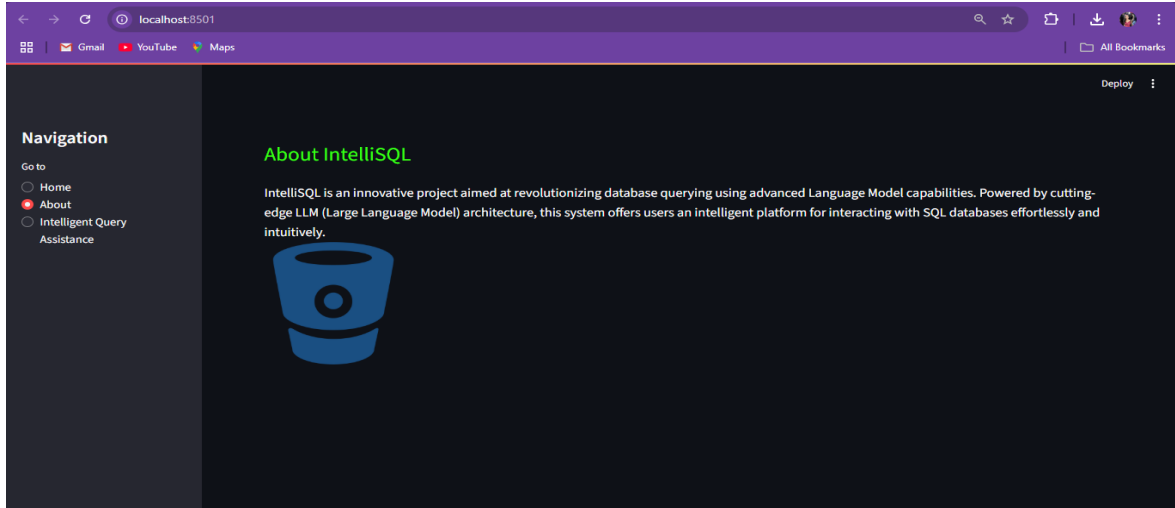 localhost:8501
Gmail
YouTube
Maps
All Bookmarks
Deploy
Navigation
Go to
Home
About
Intelligent Query
Assistance
About IntelliSQL
IntelliSQL is an innovative project aimed at revolutionizing database querying using advanced Language Model capabilities. Powered by cutting-
edge LLM (Large Language Model) architecture, this system offers users an intelligent platform for interacting with SQL databases effortlessly and
intuitively.